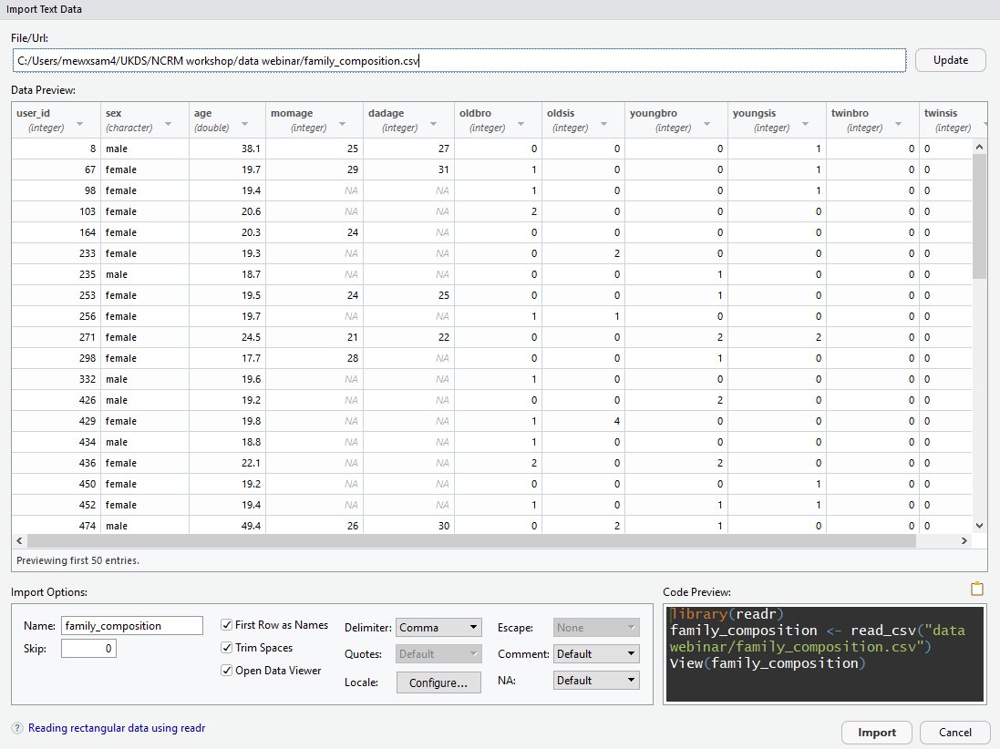 Import Text Data
File/Url:
C:/Users/mewxsam4/UKDS/NCRM workshop/data webinar/family_composition.csv
Update
Data Preview:
user_id sex age momage dadage oldbro oldsis youngbro youngsis twinbro twinsis
(integer) (character) (double) (integer) (integer) (integer) (integer) (integer) (integer) (integer) (integer)
8 male 38.1 25 27 0 0 0 1 0 0
67 female 19.7 29 31 1 0 0 1 0 0
98 female 19.4 NA NA 1 0 0 1 0 0
103 female 20.6 NA NA 2 0 0 0 0 0
164 female 20.3 24 NA 0 0 0 0 0 0
233 female 19.3 NA NA 0 2 0 0 0 0
235 male 18.7 NA NA 0 0 1 0 0 0
253 female 19.5 24 25 0 0 1 0 0 0
256 female 19.7 NA NA 1 1 0 0 0 0
271 female 24.5 21 22 0 0 2 2 0 0
298 female 17.7 28 NA 0 0 1 0 0 0
332 male 19.6 NA NA 1 0 0 0 0 0
426 male 19.2 NA NA 0 0 2 0 0 0
429 female 19.8 NA NA 1 4 0 0 0 0
434 male 18.8 NA NA 1 0 0 0 0 0
436 female 22.1 NA NA 2 0 2 0 0 0
450 female 19.2 NA NA 0 0 0 1 0 0
452 female 19.4 NA NA 1 0 1 1 0 0
474 male 49.4 26 30 0 2 1 0 0 0
Previewing first 50 entries.
Import Options:
Name: family_composition
Skip: 0
First Row as Names
Trim Spaces
Open Data Viewer
Delimiter: Comma
Quotes: Default
Locale: Configure...
Escape: None
Comment: Default
NA: Default
Code Preview:
library(readr)
family_composition <- read_csv("data
webinar/family_composition.csv")
View(family_composition)
? Reading rectangular data using readr
Import
Cancel